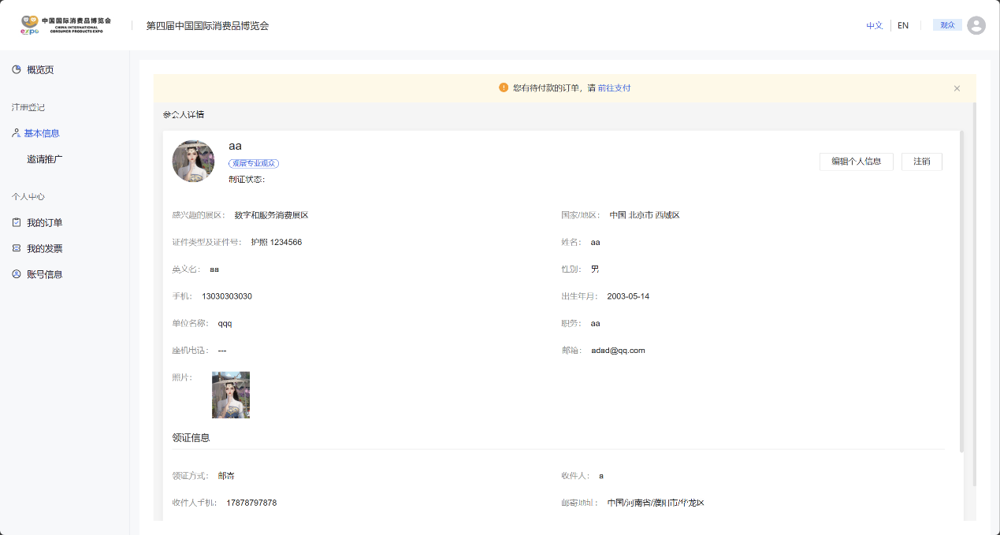 中国国际消费品博览会
CHINA INTERNATIONAL
CONSUMER PRODUCTS EXPO
expo
第四届中国国际消费品博览会
中文 EN 观众
概览页
注册登记
基本信息
邀请推广
个人中心
我的订单
我的发票
账号信息
您有待付款的订单，请 前往支付
参会人详情
aa
观展专业观众
制证状态：
编辑个人信息 注销
感兴趣的展区： 数字和服务消费展区 国家/地区： 中国 北京市 西城区
证件类型及证件号： 护照 1234566 姓名： aa
英文名： aa 性别： 男
手机： 13030303030 出生年月： 2003-05-14
单位名称： qqq 职务： aa
座机电话： --- 邮箱： adad@qq.com
照片：
领证信息
领证方式： 邮寄 收件人： a
收件人手机： 17878797878 邮寄地址： 中国/河南省/濮阳市/华龙区